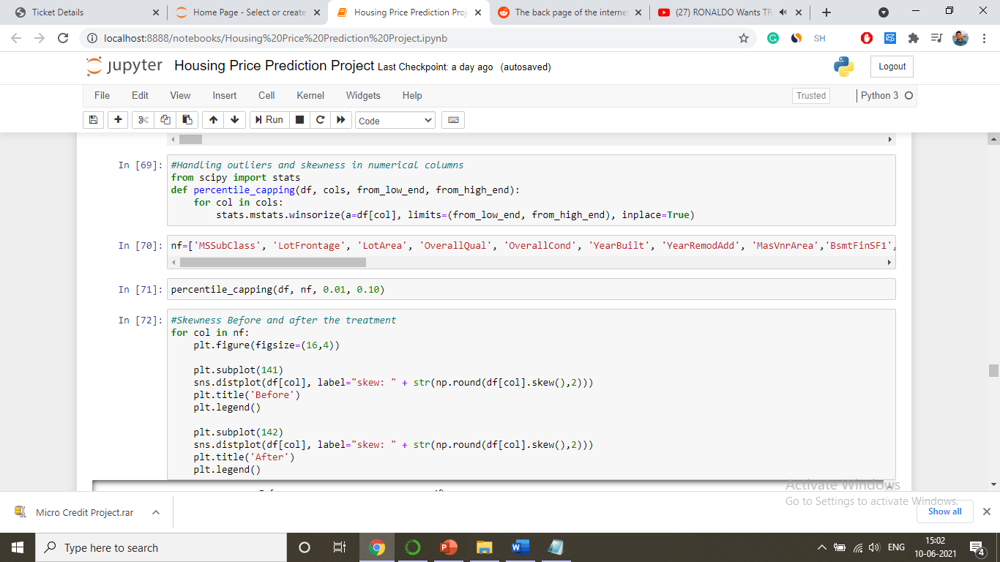 Ticket Details
Home Page - Select or create
Housing Price Prediction Proj
The back page of the internet
(27) RONALDO Wants TR
localhost:8888/notebooks/Housing%20Price%20Prediction%20Project.ipynb
SH
jupyter Housing Price Prediction Project Last Checkpoint: a day ago (autosaved)
Logout
File Edit View Insert Cell Kernel Widgets Help
Trusted
Python 3
Run
Code
In [69]: #Handling outliers and skewness in numerical columns
from scipy import stats
def percentile_capping(df, cols, from_low_end, from_high_end):
    for col in cols:
        stats.mstats.winsorize(a=df[col], limits=(from_low_end, from_high_end), inplace=True)
In [70]: nf=['MSSubClass', 'LotFrontage', 'LotArea', 'OverallQual', 'OverallCond', 'YearBuilt', 'YearRemodAdd', 'MasVnrArea','BsmtFinSF1',
In [71]: percentile_capping(df, nf, 0.01, 0.10)
In [72]: #Skewness Before and after the treatment
for col in nf:
    plt.figure(figsize=(16,4))
    plt.subplot(141)
    sns.distplot(df[col], label="skew: " + str(np.round(df[col].skew(),2)))
    plt.title('Before')
    plt.legend()
    plt.subplot(142)
    sns.distplot(df[col], label="skew: " + str(np.round(df[col].skew(),2)))
    plt.title('After')
    plt.legend()
Activate Windows
Go to Settings to activate Windows.
Micro Credit Project.rar
Show all
Type here to search
ENG
15:02
10-06-2021
4